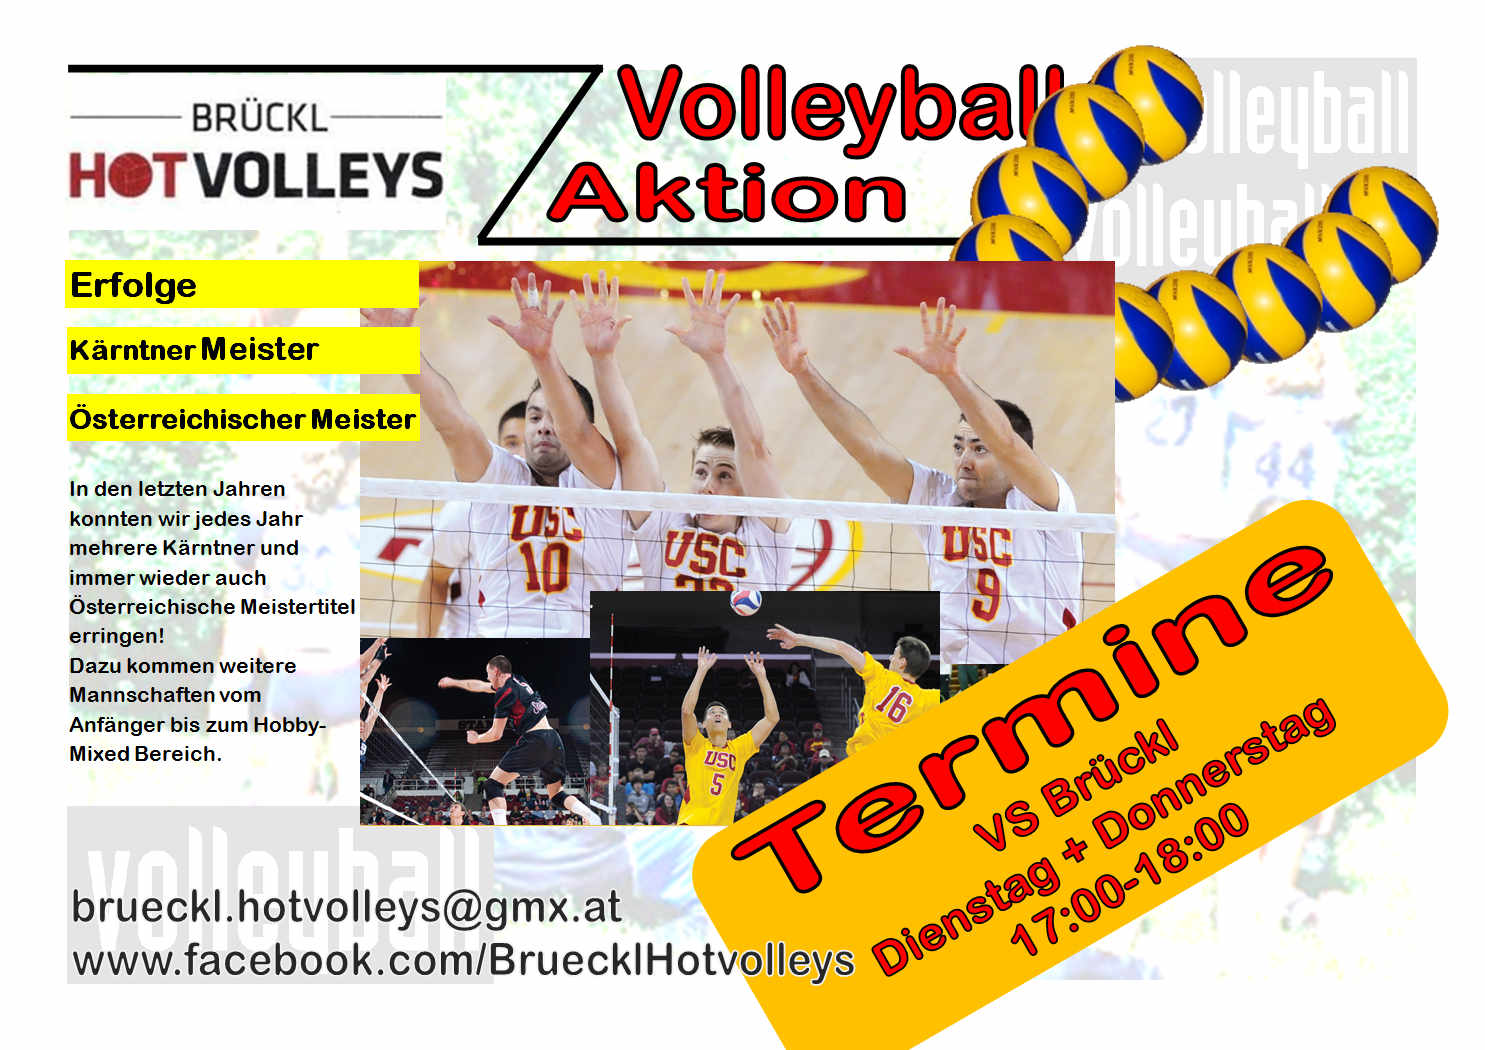 BRÜCKL
HOTVOLLEYS
Volleyball
Aktion
volleyball
volleyball
Erfolge
Kärntner Meister
Österreichischer Meister
In den letzten Jahren
konnten wir jedes Jahr
mehrere Kärntner und
immer wieder auch
Österreichische Meistertitel
erringen!
Dazu kommen weitere
Mannschaften vom
Anfänger bis zum Hobby-
Mixed Bereich.
USC
10
USC
USC
9
44
16
USC
5
Termine
VS Brückl
Dienstag + Donnerstag
17:00-18:00
volleyball
brueckl.hotvolleys@gmx.at
www.facebook.com/BruecklHotvolleys